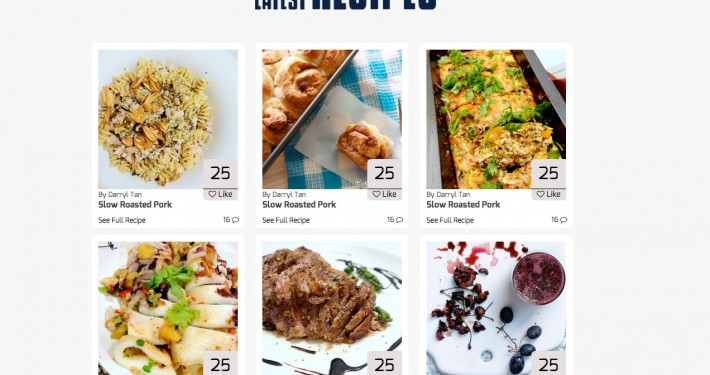 LATEST RECIPES
25
Like
By Darryl Tan
Slow Roasted Pork
See Full Recipe
16
25
Like
By Darryl Tan
Slow Roasted Pork
See Full Recipe
16
25
Like
By Darryl Tan
Slow Roasted Pork
See Full Recipe
16
25
25
25